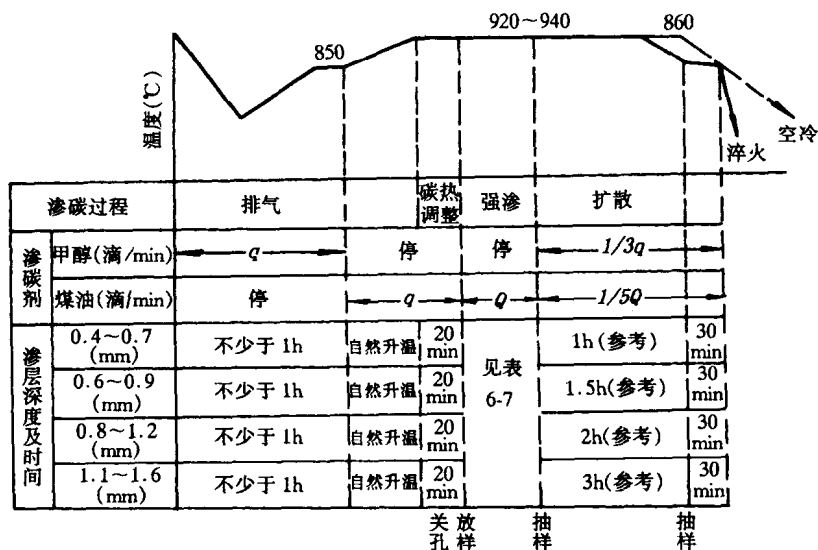 920~940
860
850
温度(℃)
空冷
淬火
渗碳过程
排气
碳热
调整
强渗
扩散
渗碳剂
甲醇(滴/min)
q
停
停
1/3q
煤油(滴/min)
停
q
Q
1/5Q
渗层深度及时间
0.4~0.7
(mm)
不少于 1h
自然升温
20
min
见表
6-7
1h(参考)
30
min
0.6~0.9
(mm)
不少于 1h
自然升温
20
min
1.5h(参考)
30
min
0.8~1.2
(mm)
不少于 1h
自然升温
20
min
2h(参考)
30
min
1.1~1.6
(mm)
不少于 1h
自然升温
20
min
3h(参考)
30
min
关孔
放样
抽样
抽样